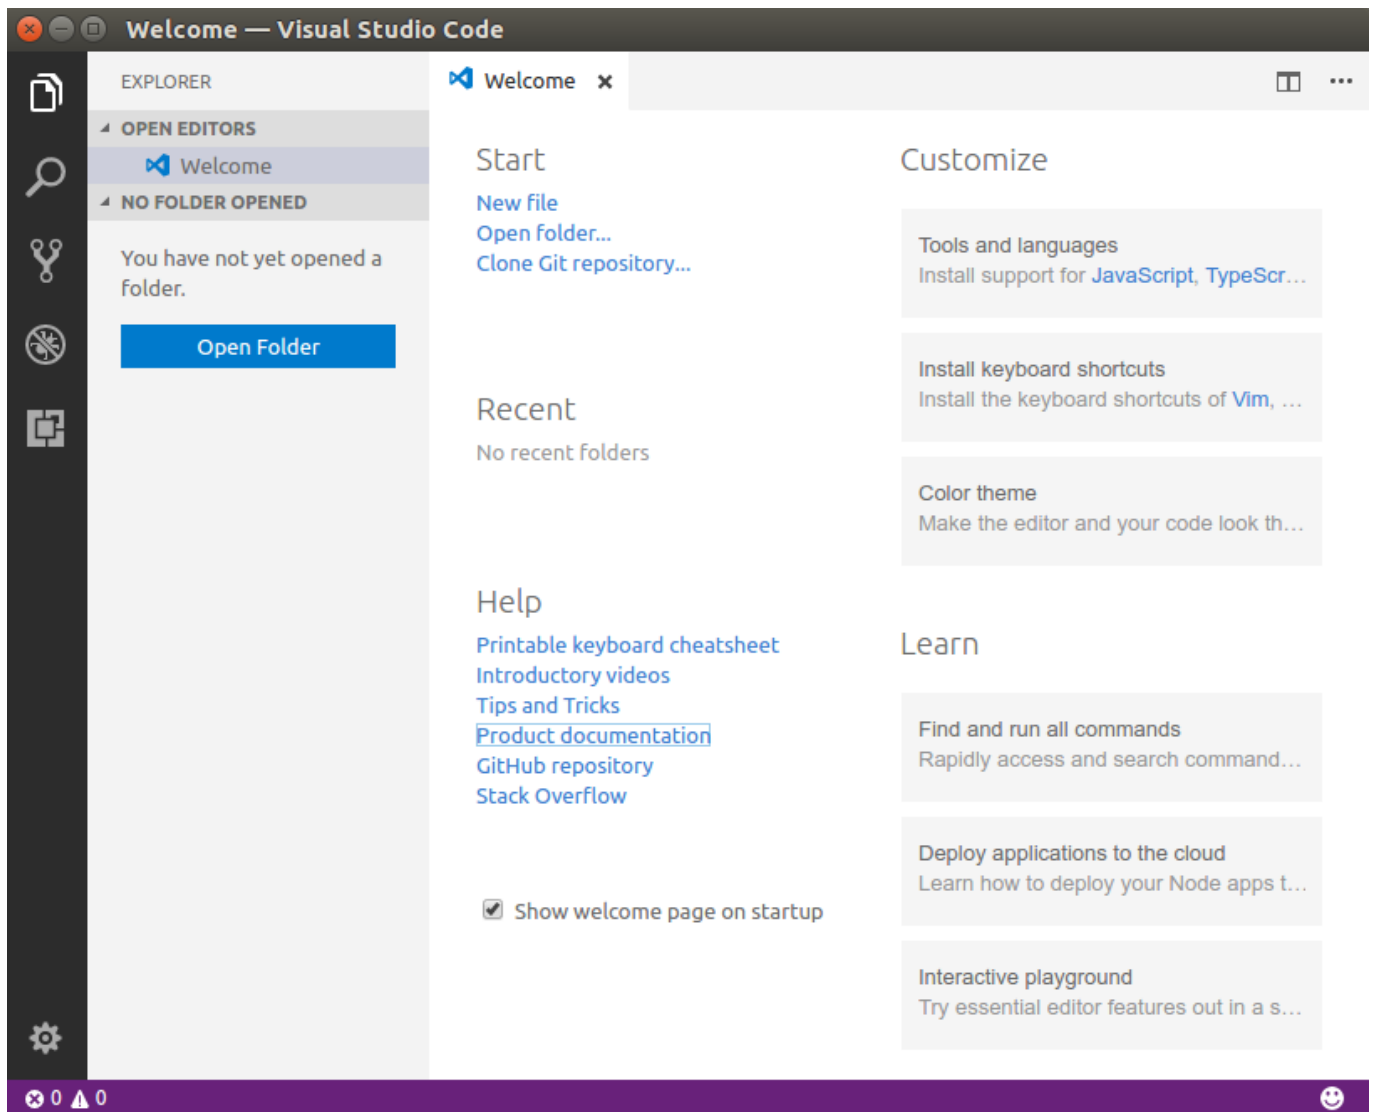 Welcome — Visual Studio Code
EXPLORER
OPEN EDITORS
Welcome
NO FOLDER OPENED
You have not yet opened a
folder.
Open Folder
Welcome
Start
New file
Open folder...
Clone Git repository...
Recent
No recent folders
Help
Printable keyboard cheatsheet
Introductory videos
Tips and Tricks
Product documentation
GitHub repository
Stack Overflow
Show welcome page on startup
Customize
Tools and languages
Install support for JavaScript, TypeScr...
Install keyboard shortcuts
Install the keyboard shortcuts of Vim, ...
Color theme
Make the editor and your code look th...
Learn
Find and run all commands
Rapidly access and search command...
Deploy applications to the cloud
Learn how to deploy your Node apps t...
Interactive playground
Try essential editor features out in a s...
0 0